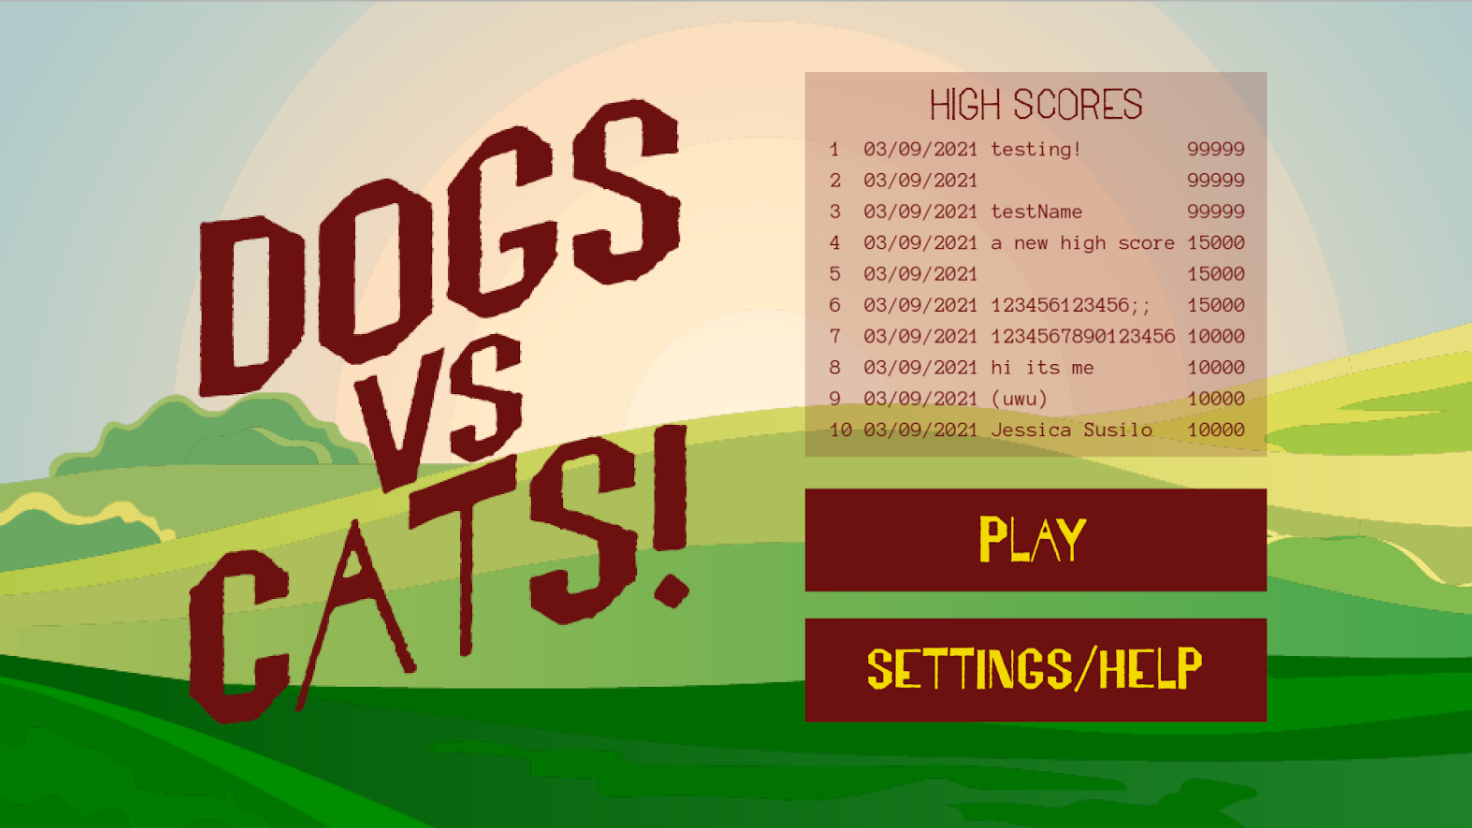 DOGS
VS
CATS!
HIGH SCORES
1 03/09/2021 testing! 99999
2 03/09/2021 99999
3 03/09/2021 testName 99999
4 03/09/2021 a new high score 15000
5 03/09/2021 15000
6 03/09/2021 123456123456;; 15000
7 03/09/2021 1234567890123456 10000
8 03/09/2021 hi its me 10000
9 03/09/2021 (uwu) 10000
10 03/09/2021 Jessica Susilo 10000
PLAY
SETTINGS/HELP